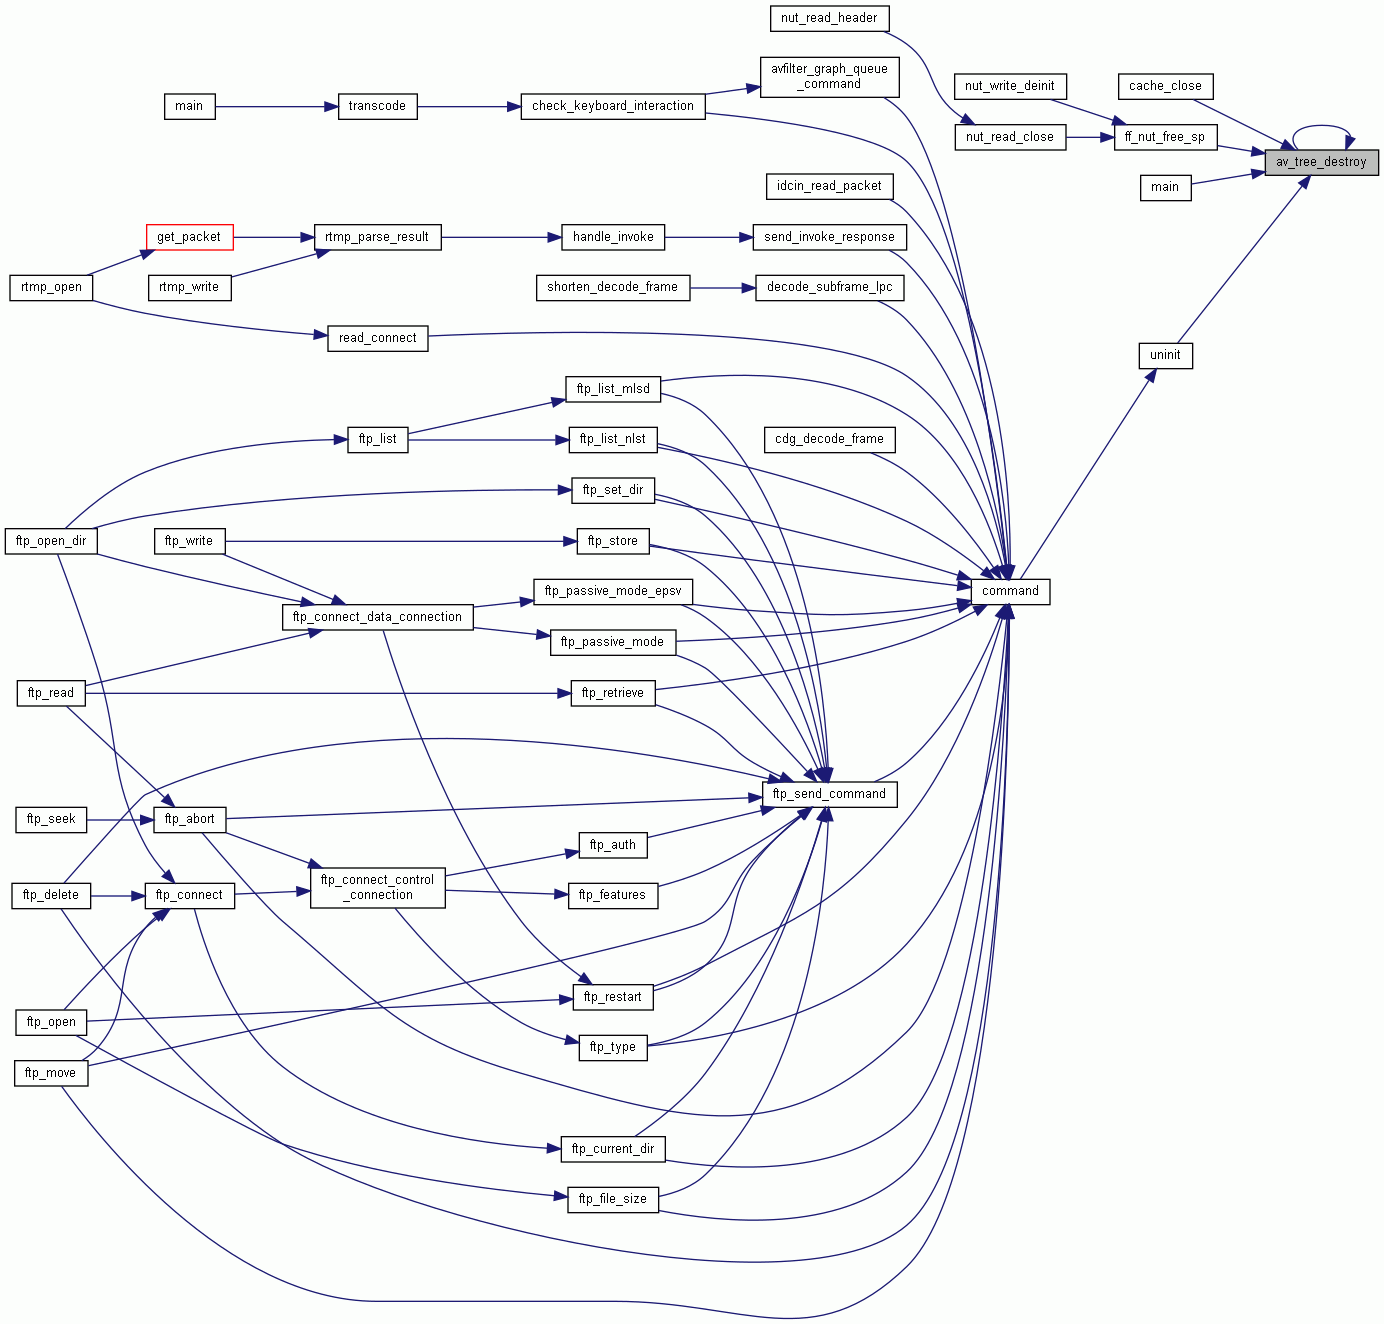 nut_read_header
avfilter_graph_queue
_command
nut_write_deinit
cache_close
main
transcode
check_keyboard_interaction
nut_read_close
ff_nut_free_sp
av_tree_destroy
idcin_read_packet
main
get_packet
rtmp_parse_result
handle_invoke
send_invoke_response
rtmp_open
rtmp_write
shorten_decode_frame
decode_subframe_lpc
read_connect
uninit
ftp_list_mlsd
ftp_list
ftp_list_nlst
cdg_decode_frame
ftp_set_dir
ftp_open_dir
ftp_write
ftp_store
ftp_passive_mode_epsv
command
ftp_connect_data_connection
ftp_passive_mode
ftp_read
ftp_retrieve
ftp_send_command
ftp_seek
ftp_abort
ftp_auth
ftp_delete
ftp_connect
ftp_connect_control
_connection
ftp_features
ftp_restart
ftp_open
ftp_type
ftp_move
ftp_current_dir
ftp_file_size